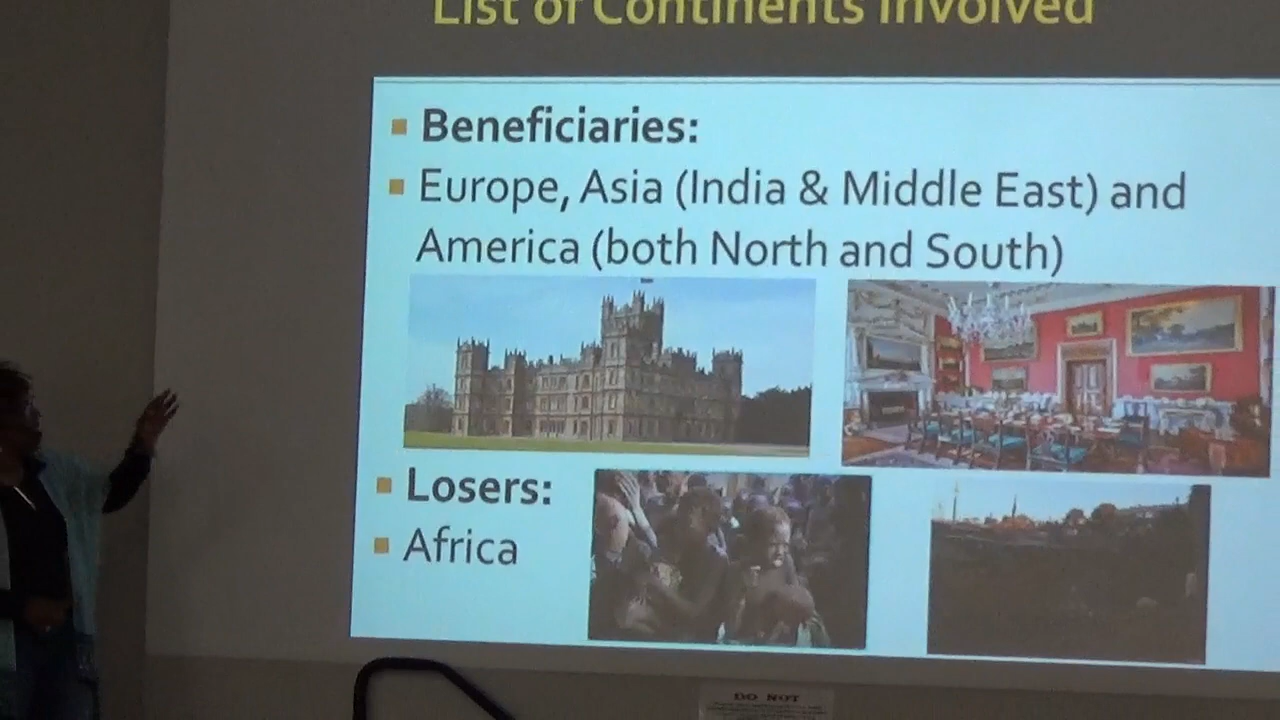 List of Continents Involved
Beneficiaries:
Europe, Asia (India & Middle East) and
America (both North and South)
Losers:
Africa
DO NOT